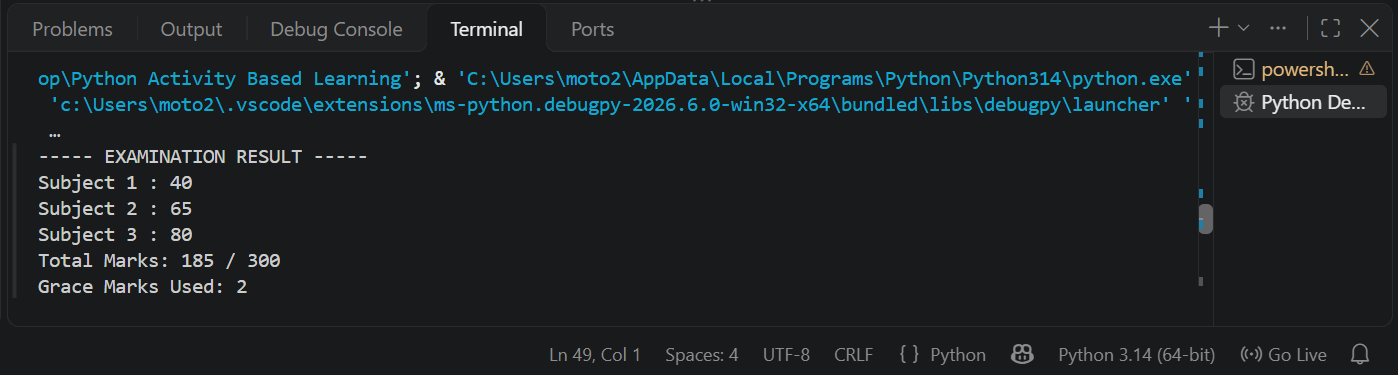 Problems Output Debug Console Terminal Ports
op\Python Activity Based Learning'; & 'C:\Users\moto2\AppData\Local\Programs\Python\Python314\python.exe'
'c:\Users\moto2\.vscode\extensions\ms-python.debugpy-2026.6.0-win32-x64\bundled\libs\debugpy\launcher' '
…
----- EXAMINATION RESULT -----
Subject 1 : 40
Subject 2 : 65
Subject 3 : 80
Total Marks: 185 / 300
Grace Marks Used: 2
powersh...
Python De...
Ln 49, Col 1 Spaces: 4 UTF-8 CRLF { } Python Python 3.14 (64-bit) Go Live